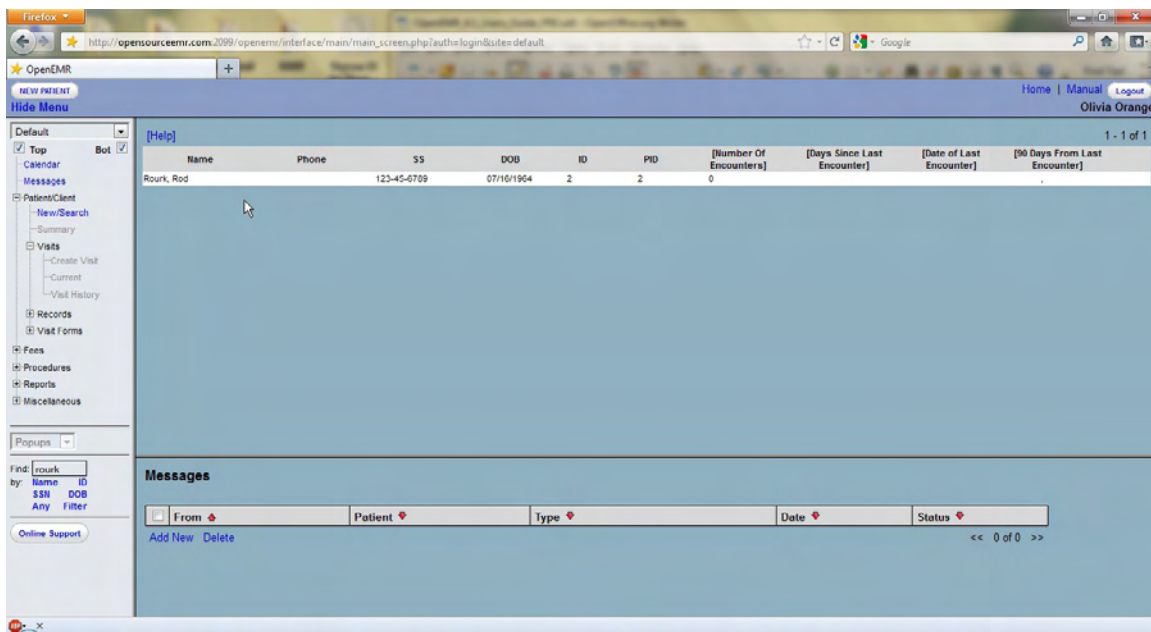 Firefox
http://opensourceemr.com:2099/openemr/interface/main/main_screen.php?auth=login&site=default
Google
OpenEMR
+
NEW PATIENT
Home | Manual Logout
Hide Menu
Olivia Orange
Default
[Help]
1 - 1 of 1
Top Bot
Name Phone SS DOB ID PID [Number Of Encounters] [Days Since Last Encounter] [Date of Last Encounter] [90 Days From Last Encounter]
Rourk, Rod 123-45-6789 07/16/1964 2 2 0
Calendar
Messages
Patient/Client
New/Search
Summary
Visits
Create Visit
Current
Visit History
Records
Visit Forms
Fees
Procedures
Reports
Miscellaneous
Popups
Find: rourk
by: Name ID
SSN DOB
Any Filter
Online Support
Messages
From Patient Type Date Status
Add New Delete << 0 of 0 >>